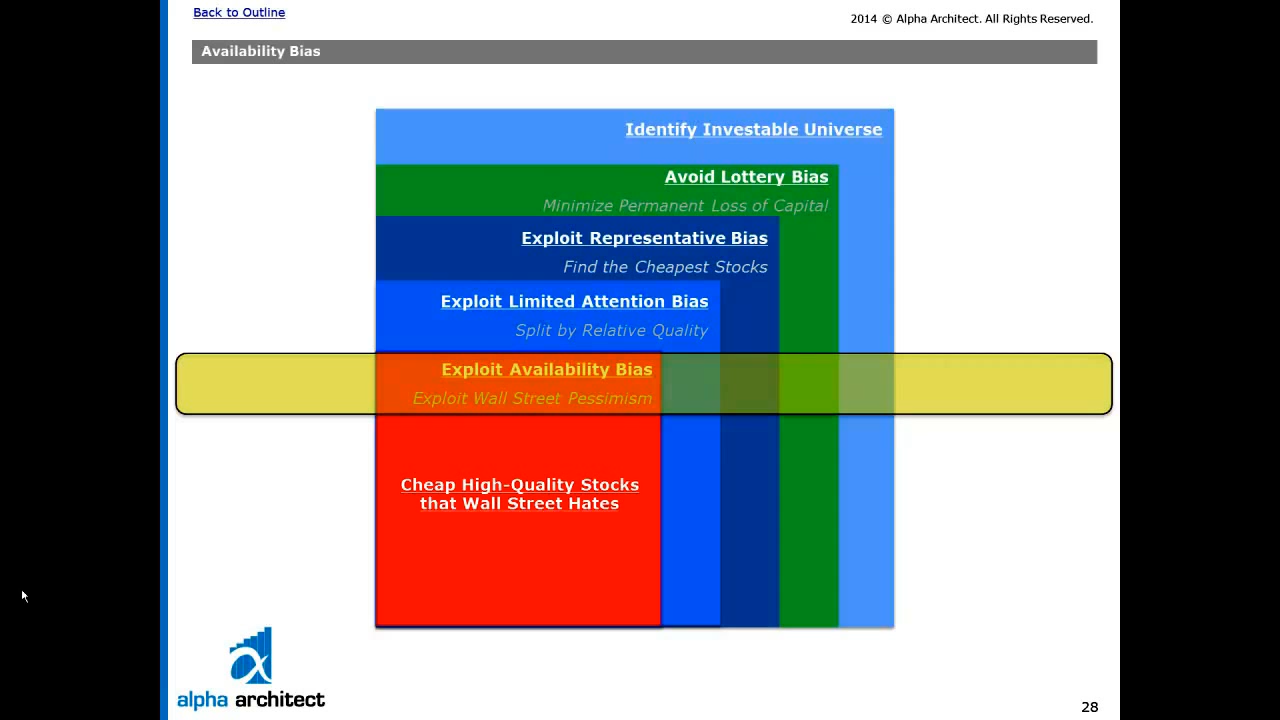 Back to Outline
2014 © Alpha Architect. All Rights Reserved.
Availability Bias
Identify Investable Universe
Avoid Lottery Bias
Minimize Permanent Loss of Capital
Exploit Representative Bias
Find the Cheapest Stocks
Exploit Limited Attention Bias
Split by Relative Quality
Exploit Availability Bias
Exploit Wall Street Pessimism
Cheap High-Quality Stocks
that Wall Street Hates
alpha architect
28